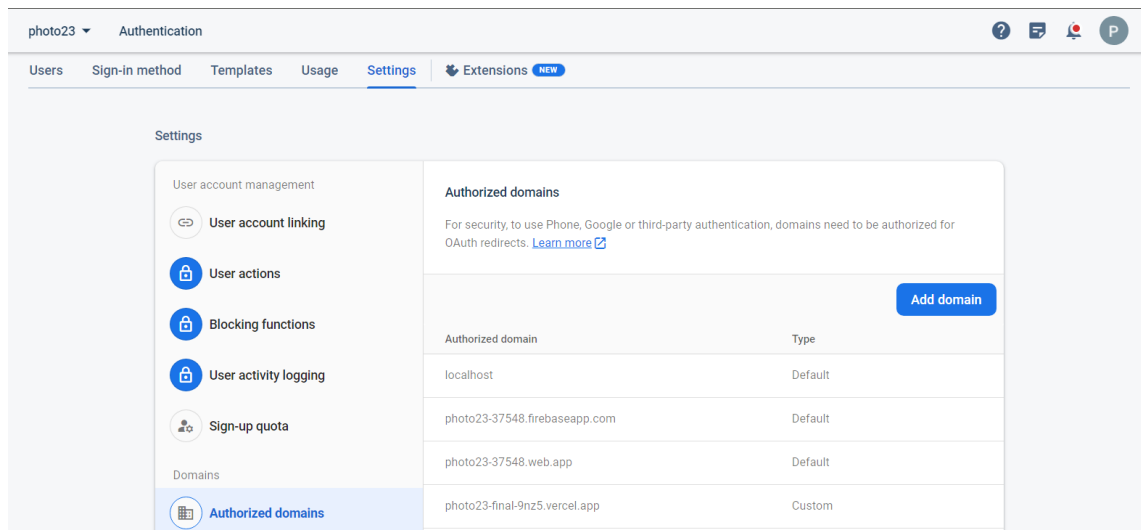 photo23 Authentication
P
Users Sign-in method Templates Usage Settings Extensions NEW
Settings
User account management
User account linking
User actions
Blocking functions
User activity logging
Sign-up quota
Domains
Authorized domains
Authorized domains
For security, to use Phone, Google or third-party authentication, domains need to be authorized for
OAuth redirects. Learn more
Add domain
Authorized domain Type
localhost Default
photo23-37548.firebaseapp.com Default
photo23-37548.web.app Default
photo23-final-9nz5.vercel.app Custom